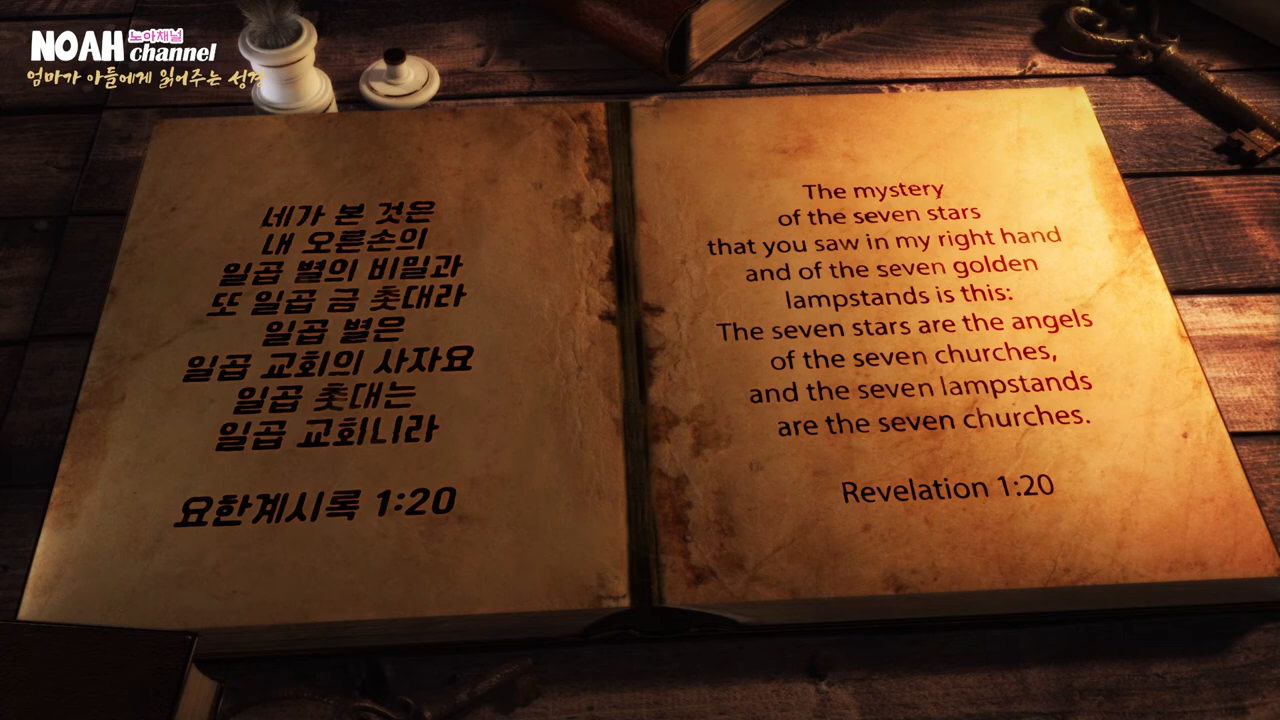 NOAH 노아채널
channel
엄마가 아들에게 읽어주는 성경
네가 본 것은
내 오른손의
일곱 별의 비밀과
또 일곱 금 촛대라
일곱 별은
일곱 교회의 사자요
일곱 촛대는
일곱 교회니라
요한계시록 1:20
The mystery
of the seven stars
that you saw in my right hand
and of the seven golden
lampstands is this:
The seven stars are the angels
of the seven churches,
and the seven lampstands
are the seven churches.
Revelation 1:20